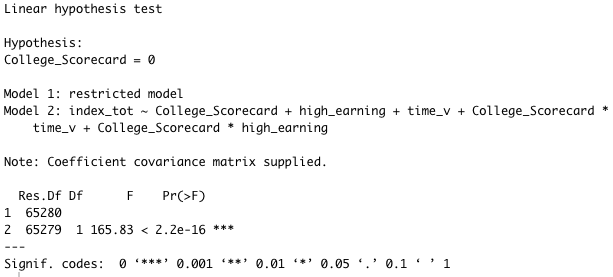 Linear hypothesis test
Hypothesis:
College_Scorecard = 0
Model 1: restricted model
Model 2: index_tot ~ College_Scorecard + high_earning + time_v + College_Scorecard *
    time_v + College_Scorecard * high_earning
Note: Coefficient covariance matrix supplied.
  Res.Df Df      F    Pr(>F)
1  65280
2  65279  1 165.83 < 2.2e-16 ***
---
Signif. codes:  0 ‘***’ 0.001 ‘**’ 0.01 ‘*’ 0.05 ‘.’ 0.1 ‘ ’ 1